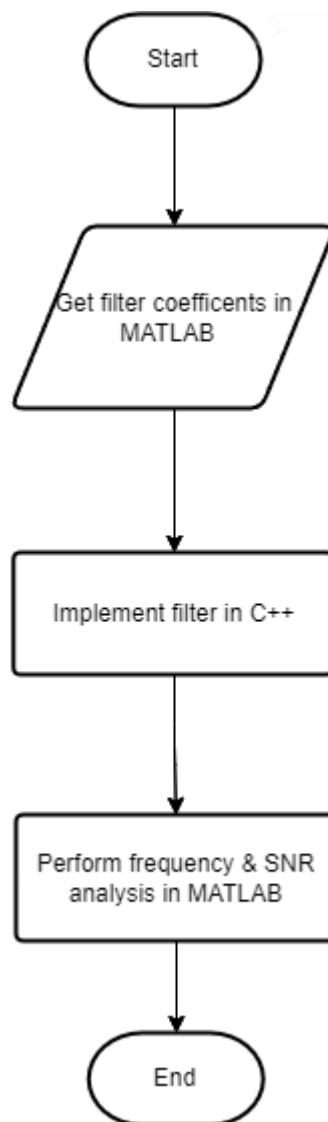 Start
Get filter coefficents in
MATLAB
Implement filter in C++
Perform frequency & SNR
analysis in MATLAB
End